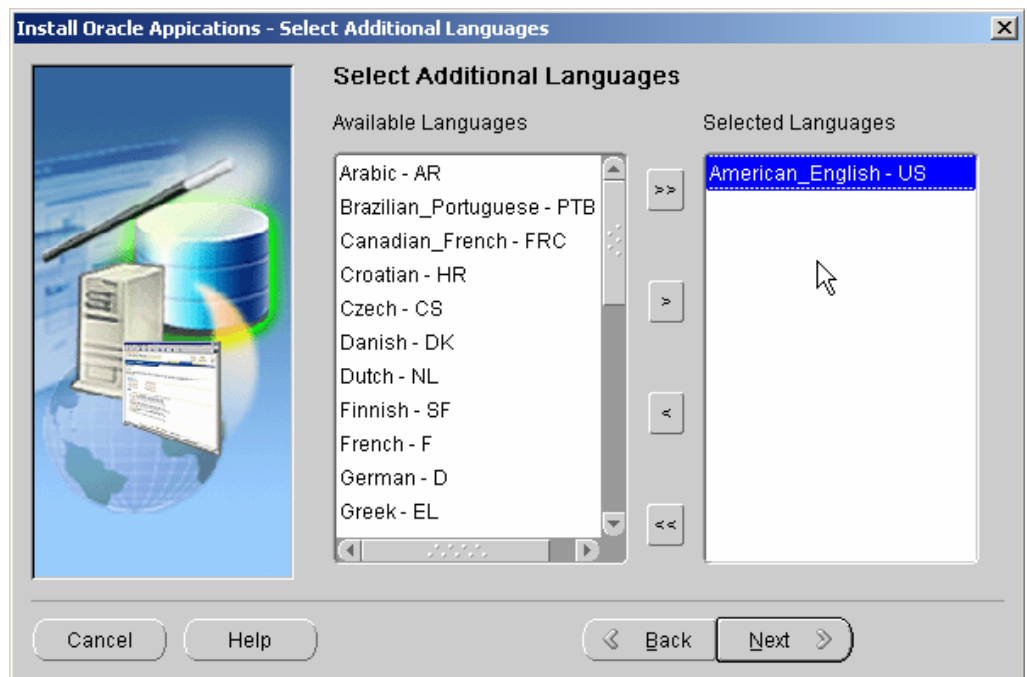 Install Oracle Appications - Select Additional Languages
Select Additional Languages
Available Languages
Selected Languages
Arabic - AR
Brazilian_Portuguese - PTB
Canadian_French - FRC
Croatian - HR
Czech - CS
Danish - DK
Dutch - NL
Finnish - SF
French - F
German - D
Greek - EL
>>
>
<
<<
American_English - US
Cancel
Help
Back
Next